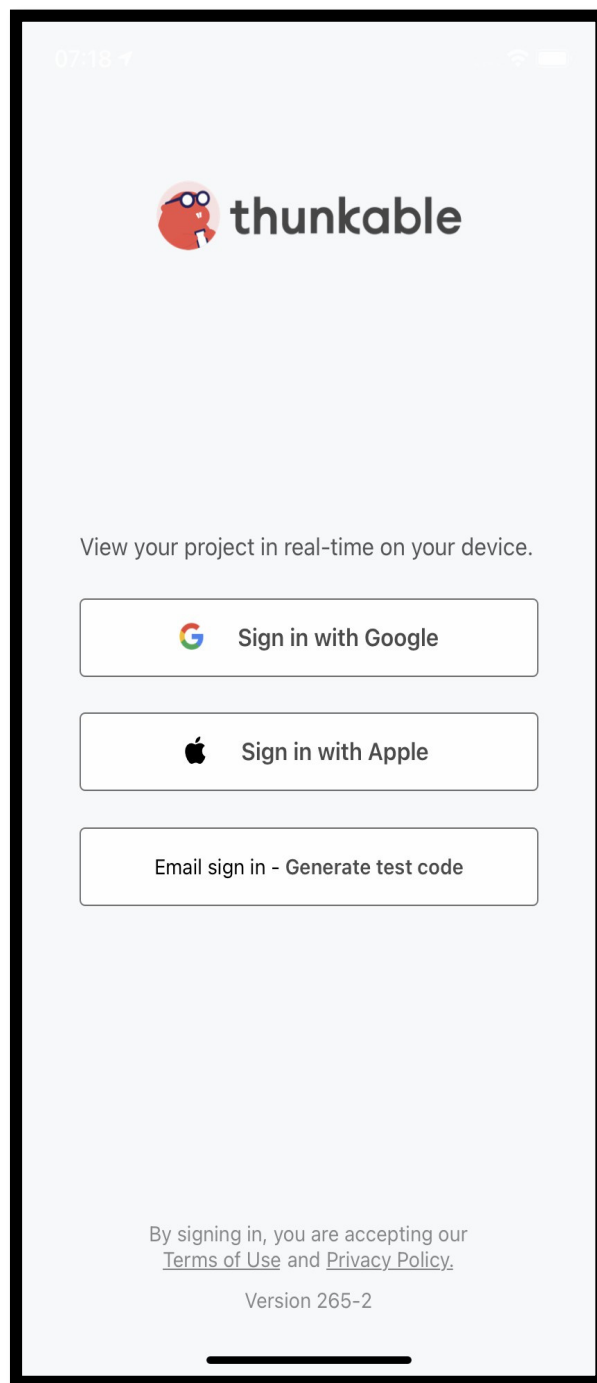 07:18
thunkable
View your project in real-time on your device.
Sign in with Google
Sign in with Apple
Email sign in - Generate test code
By signing in, you are accepting our
Terms of Use and Privacy Policy.
Version 265-2